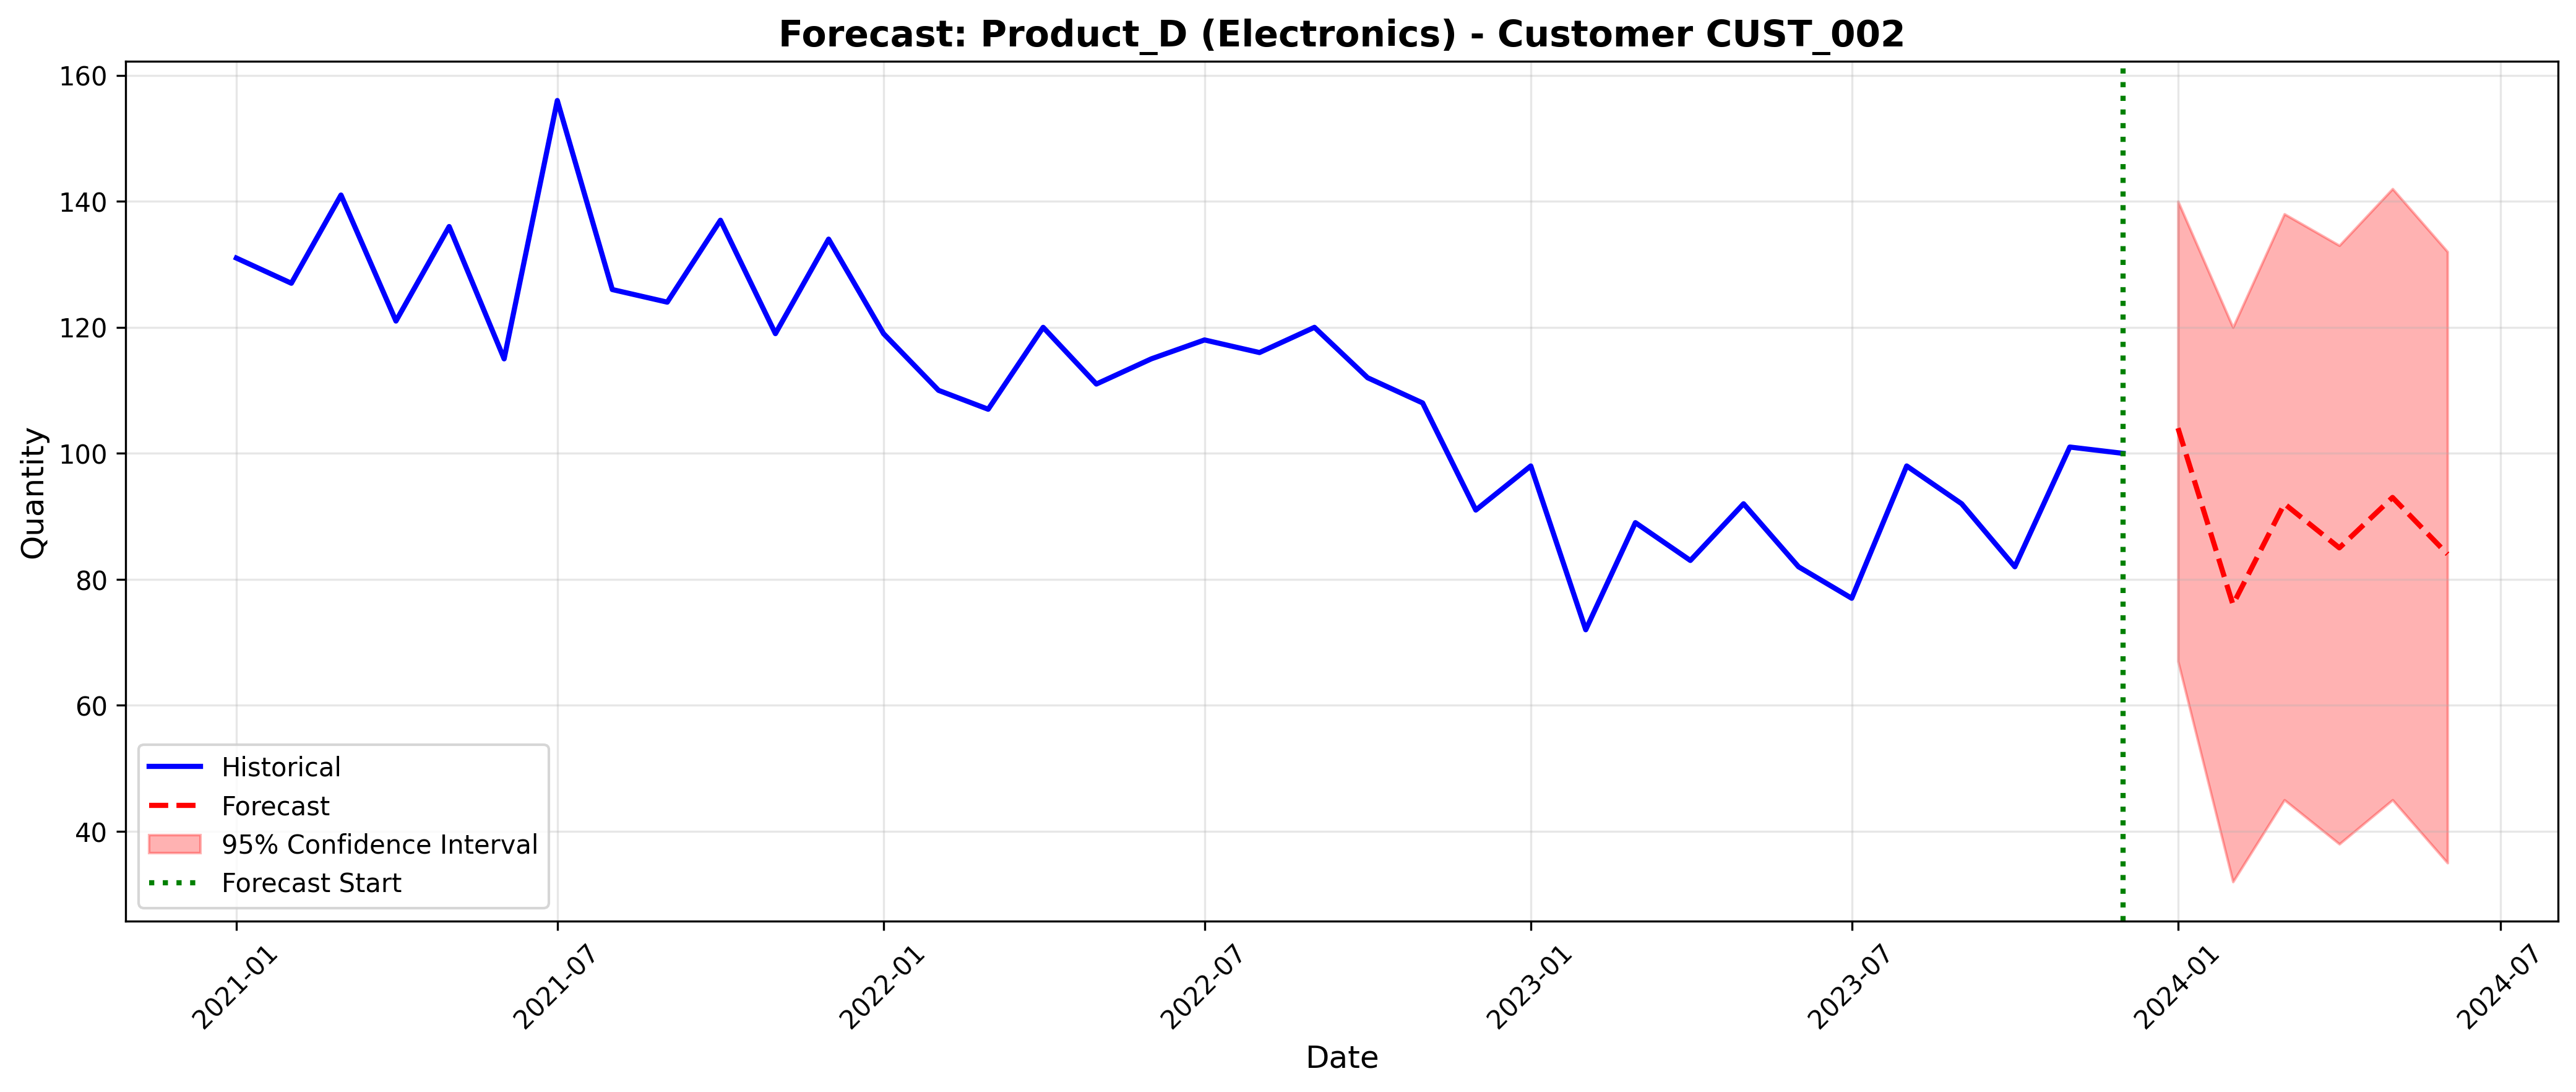 Forecast: Product_D (Electronics) - Customer CUST_002
160
140
120
100
80
60
40
Quantity
Historical
Forecast
95% Confidence Interval
Forecast Start
2021-01
2021-07
2022-01
2022-07
2023-01
2023-07
2024-01
2024-07
Date